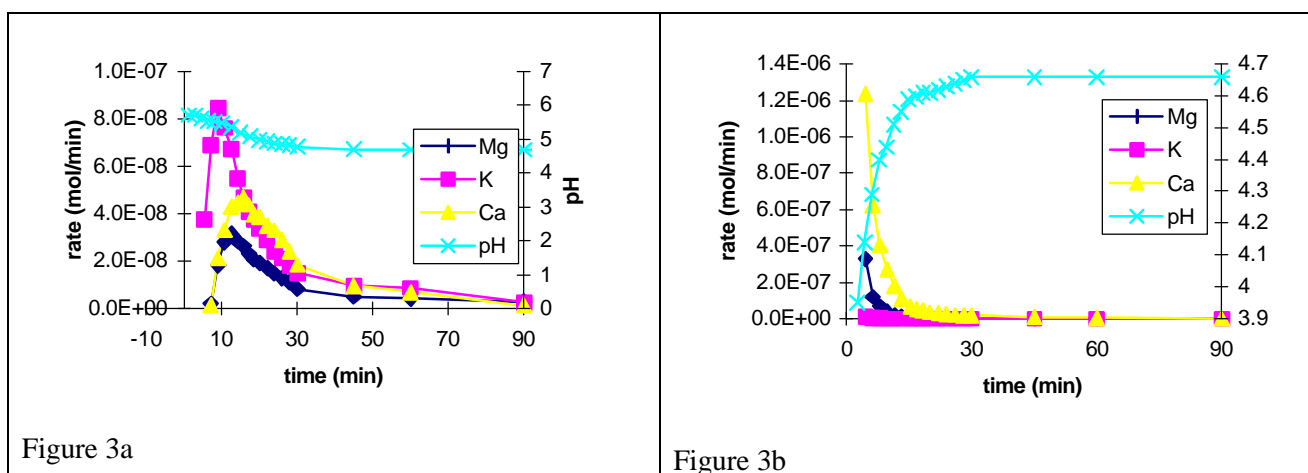 1.0E-07
8.0E-08
6.0E-08
4.0E-08
2.0E-08
0.0E+00
rate (mol/min)
-10 10 30 50 70 90
time (min)
7
6
5
4
3
2
1
0
pH
Mg
K
Ca
pH
Figure 3a
1.4E-06
1.2E-06
1.0E-06
8.0E-07
6.0E-07
4.0E-07
2.0E-07
0.0E+00
rate (mol/min)
0 30 60 90
time (min)
4.7
4.6
4.5
4.4
4.3
4.2
4.1
4
3.9
Mg
K
Ca
pH
Figure 3b